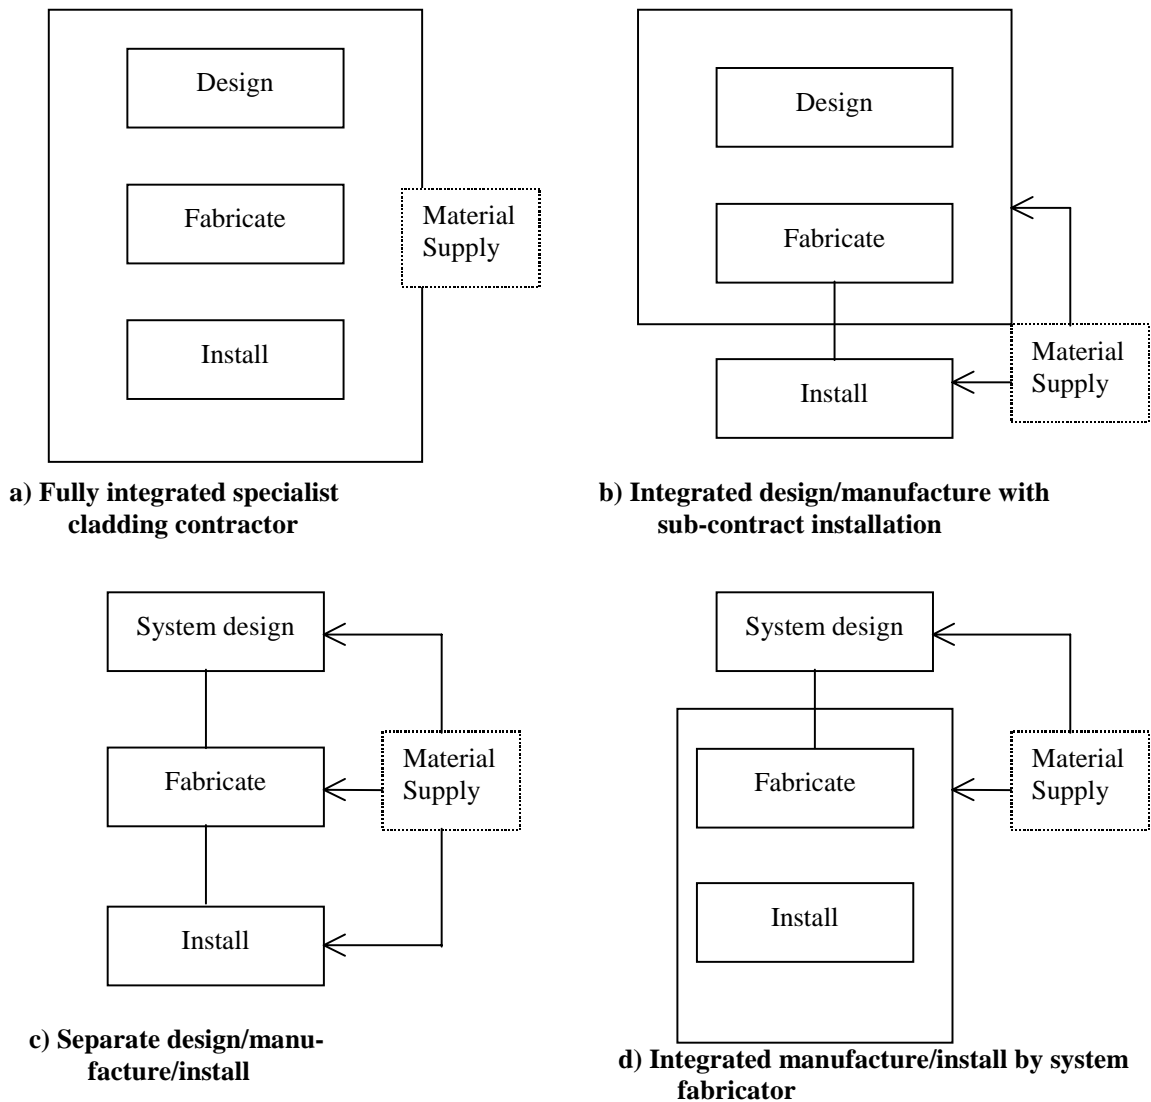 Design
Fabricate
Material
Supply
Install
a) Fully integrated specialist
cladding contractor
Design
Fabricate
Material
Supply
Install
b) Integrated design/manufacture with
sub-contract installation
System design
Fabricate
Material
Supply
Install
c) Separate design/manu-
facture/install
System design
Fabricate
Material
Supply
Install
d) Integrated manufacture/install by system
fabricator